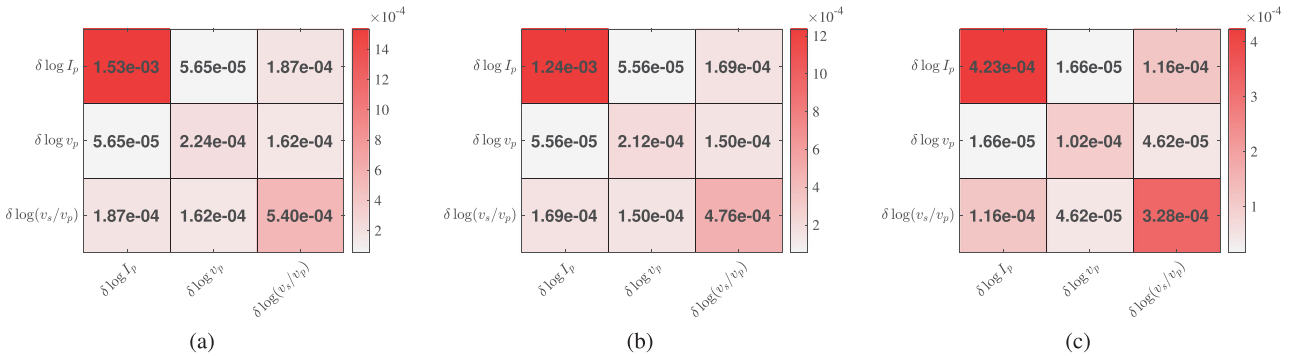 ×10⁻⁴
δ log I_p 1.53e-03 5.65e-05 1.87e-04
δ log v_p 5.65e-05 2.24e-04 1.62e-04
δ log(v_s/v_p) 1.87e-04 1.62e-04 5.40e-04
δ log I_p δ log v_p δ log(v_s/v_p)
14
12
10
8
6
4
2
(a)
×10⁻⁴
δ log I_p 1.24e-03 5.56e-05 1.69e-04
δ log v_p 5.56e-05 2.12e-04 1.50e-04
δ log(v_s/v_p) 1.69e-04 1.50e-04 4.76e-04
δ log I_p δ log v_p δ log(v_s/v_p)
12
10
8
6
4
2
(b)
×10⁻⁴
δ log I_p 4.23e-04 1.66e-05 1.16e-04
δ log v_p 1.66e-05 1.02e-04 4.62e-05
δ log(v_s/v_p) 1.16e-04 4.62e-05 3.28e-04
δ log I_p δ log v_p δ log(v_s/v_p)
4
3
2
1
(c)